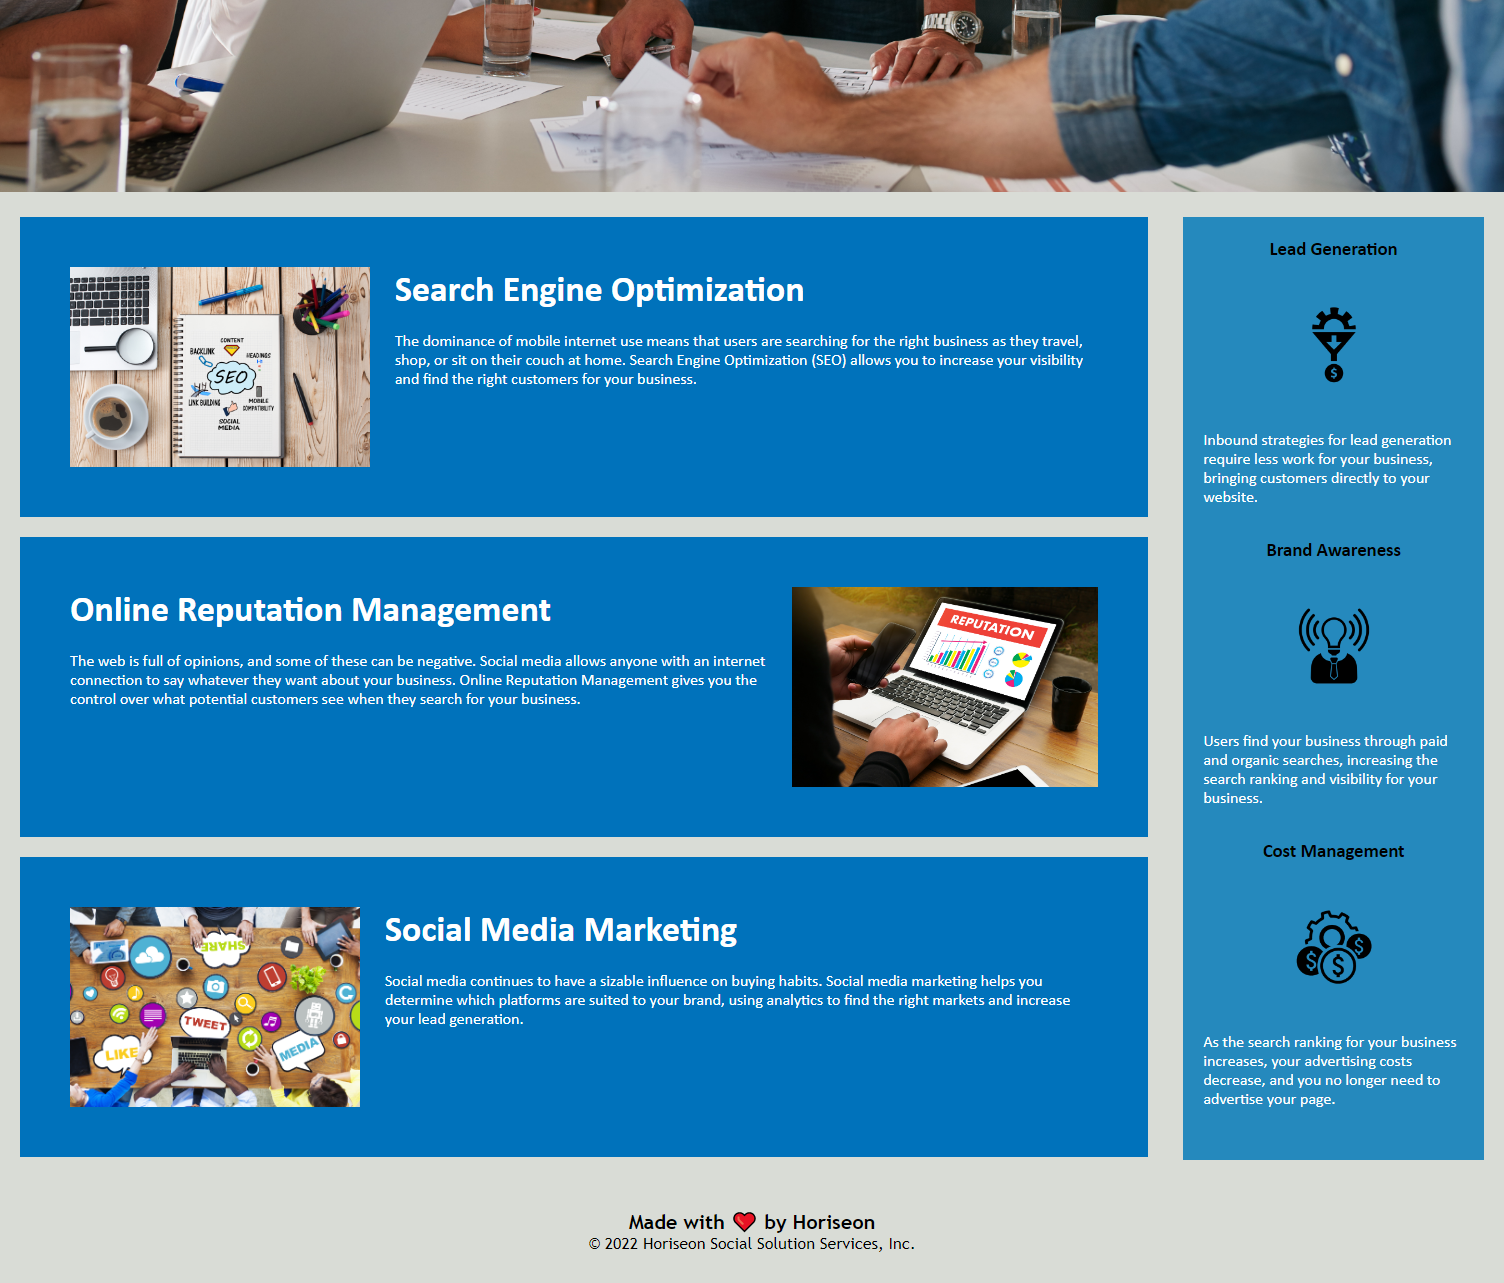 Search Engine Optimization
The dominance of mobile internet use means that users are searching for the right business as they travel,
shop, or sit on their couch at home. Search Engine Optimization (SEO) allows you to increase your visibility
and find the right customers for your business.
CONTENT
BACKLINK
HEADINGS
SEO
LINK BUILDING
MOBILE
COMPATIBILITY
SOCIAL
MEDIA
Online Reputation Management
The web is full of opinions, and some of these can be negative. Social media allows anyone with an internet
connection to say whatever they want about your business. Online Reputation Management gives you the
control over what potential customers see when they search for your business.
REPUTATION
Social Media Marketing
Social media continues to have a sizable influence on buying habits. Social media marketing helps you
determine which platforms are suited to your brand, using analytics to find the right markets and increase
your lead generation.
SHARE
TWEET
LIKE
MEDIA
Lead Generation
$
Inbound strategies for lead generation
require less work for your business,
bringing customers directly to your
website.
Brand Awareness
Users find your business through paid
and organic searches, increasing the
search ranking and visibility for your
business.
Cost Management
$ $ $
As the search ranking for your business
increases, your advertising costs
decrease, and you no longer need to
advertise your page.
Made with ❤️ by Horiseon
© 2022 Horiseon Social Solution Services, Inc.